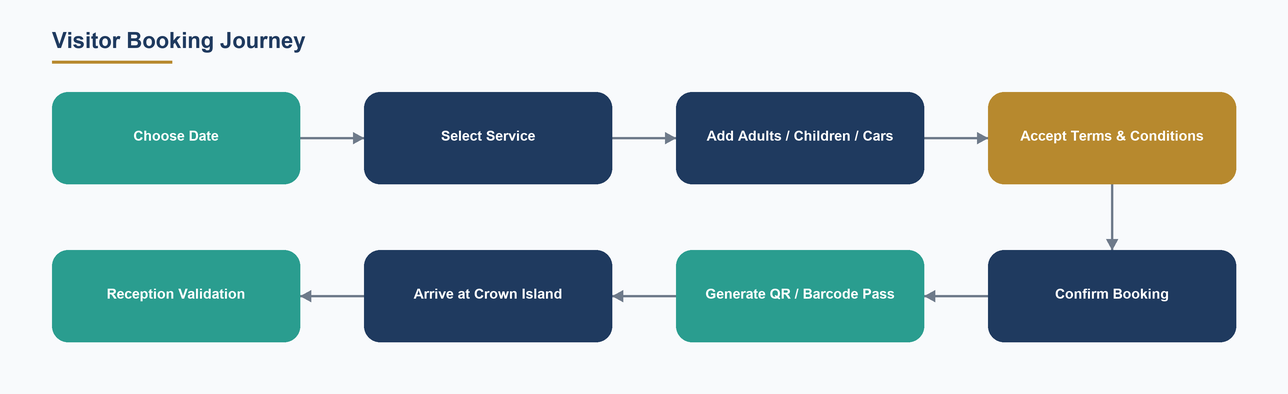 Visitor Booking Journey
Choose Date
Select Service
Add Adults / Children / Cars
Accept Terms & Conditions
Reception Validation
Arrive at Crown Island
Generate QR / Barcode Pass
Confirm Booking